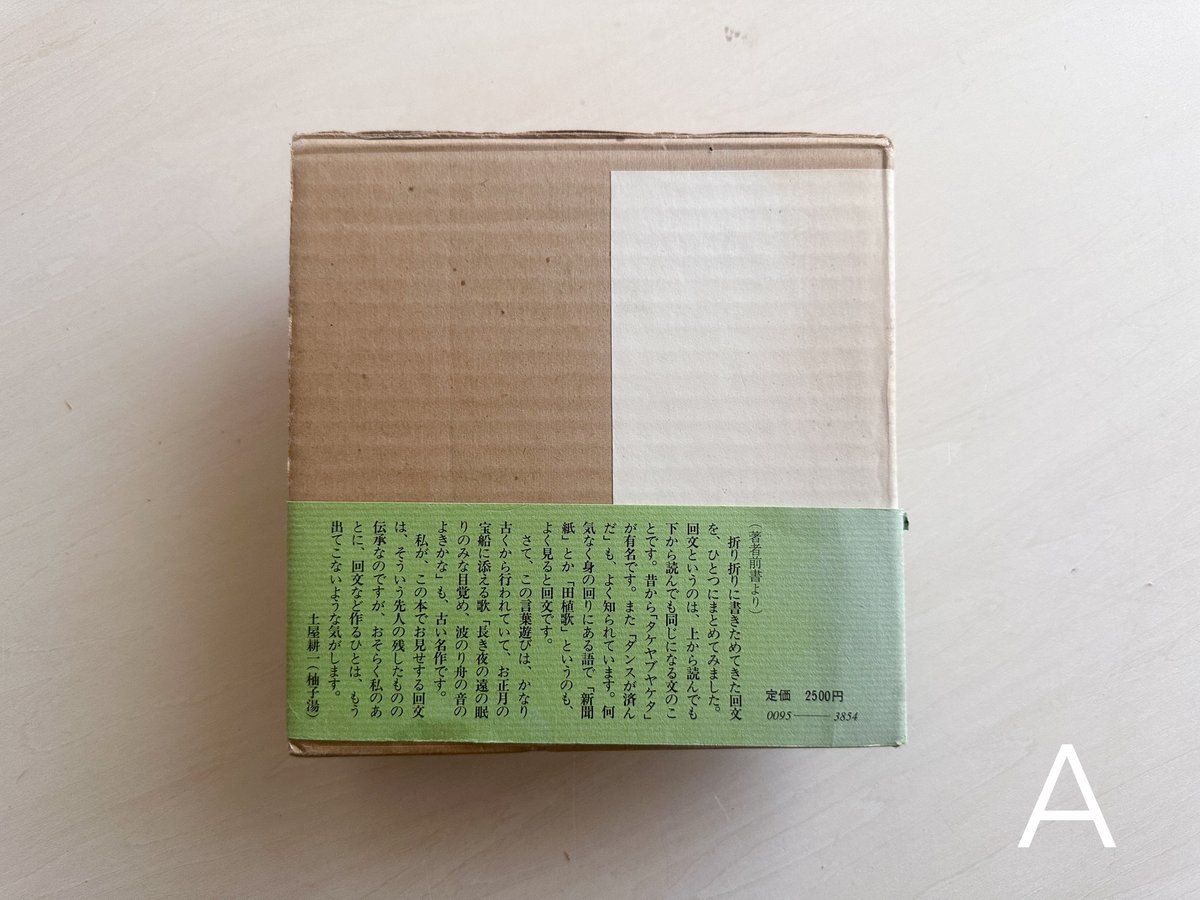 (著者前書より)
折り折りに書きためてきた回文
を、ひとつにまとめてみました。
回文というのは、上から読んでも
下から読んでも同じになる文のこ
とです。昔から「タケヤブヤケタ」
が有名です。また「ダンスが済ん
だ」も、よく知られています。何
気なく身の回りにある語で「新聞
紙」とか「田植歌」というのも、
よく見ると回文です。
さて、この言葉遊びは、かなり
古くから行われていて、お正月の
宝船に添える歌「長き夜の遠の眠
りのみな目覚め、波のり舟の音の
よきかな」も、古い名作です。
私が、この本でお見せする回文
は、そういう先人の残したものの
伝承なのですが、おそらく私のあ
とに、回文など作るひとは、もう
出てこないような気がします。
土屋耕一(柚子湯)
定価 2500円
0095——3854
A